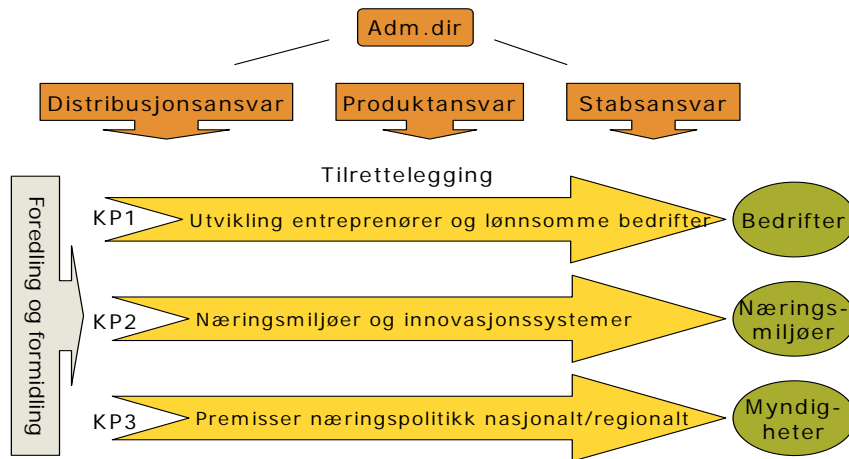 Adm.dir
Distribusjonsansvar
Produktansvar
Stabsansvar
Tilrettelegging
Foredling og formidling
KP1
Utvikling entreprenører og lønnsomme bedrifter
Bedrifter
KP2
Næringsmiljøer og innovasjonssystemer
Nærings-
miljøer
KP3
Premisser næringspolitikk nasjonalt/regionalt
Myndig-
heter